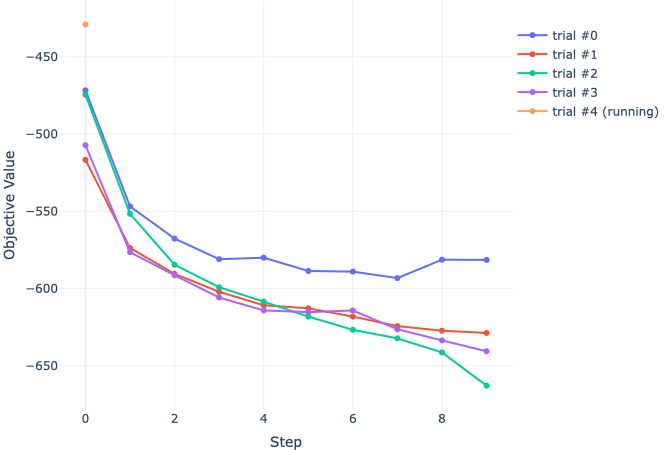 trial #0
trial #1
trial #2
trial #3
trial #4 (running)
Objective Value
−450
−500
−550
−600
−650
0 2 4 6 8
Step